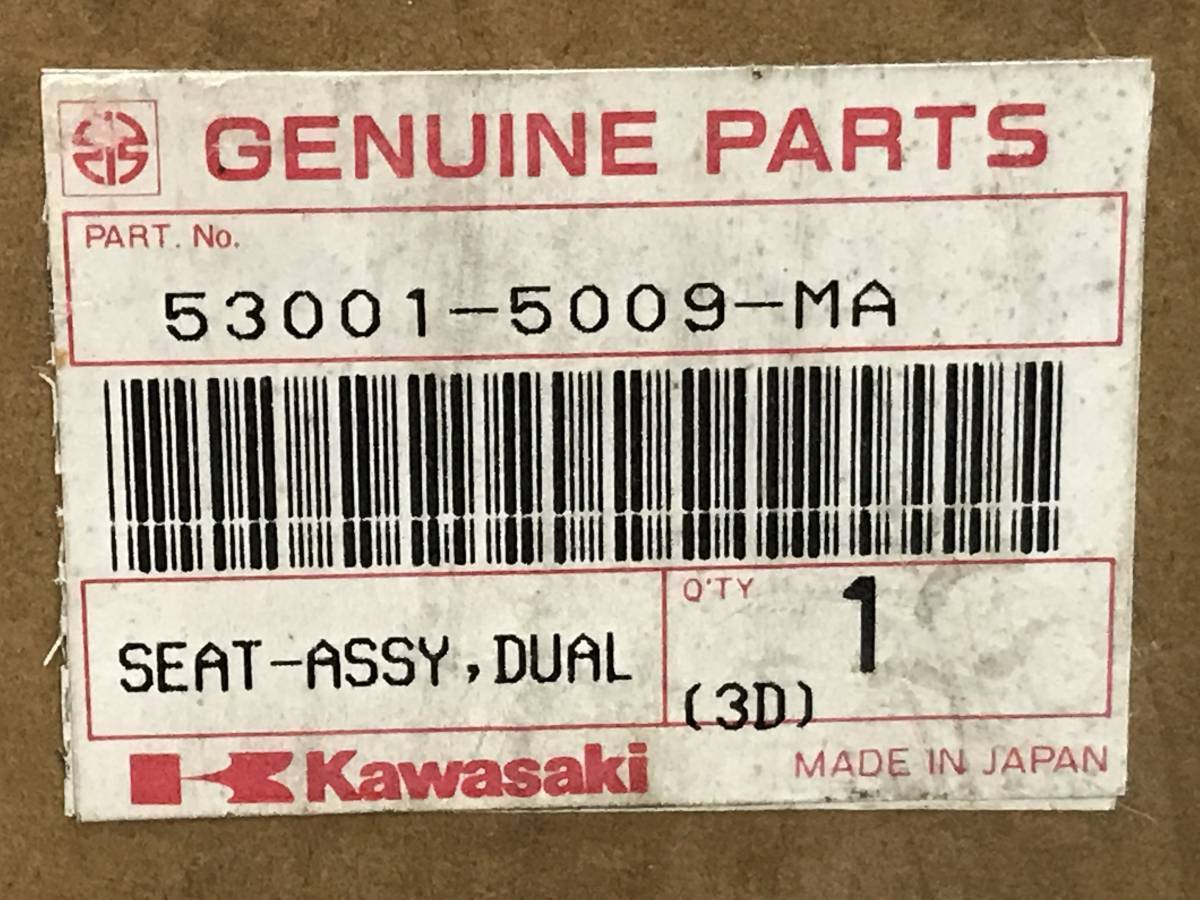 GENUINE PARTS
PART. No.
53001-5009-MA
SEAT-ASSY,DUAL
Q'TY
1
(3D)
Kawasaki
MADE IN JAPAN